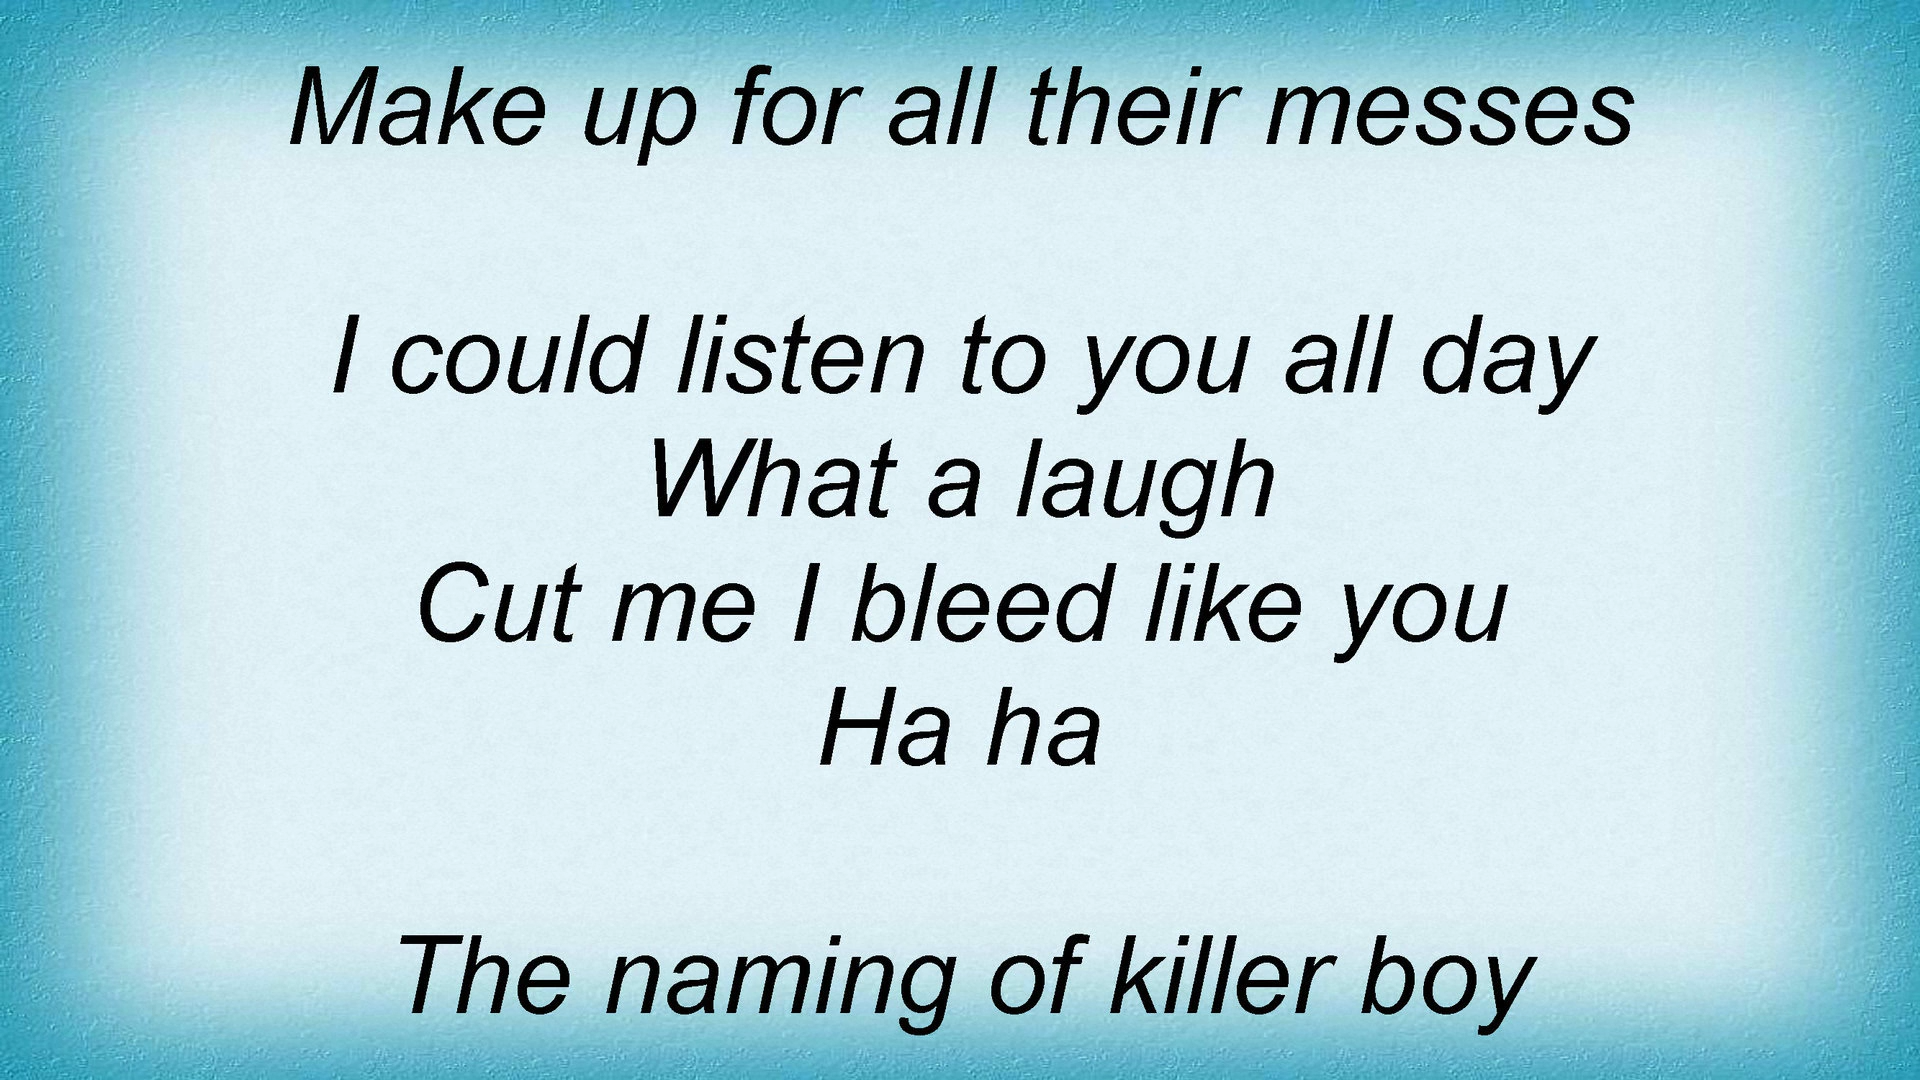 Make up for all their messes
I could listen to you all day
What a laugh
Cut me I bleed like you
Ha ha
The naming of killer boy